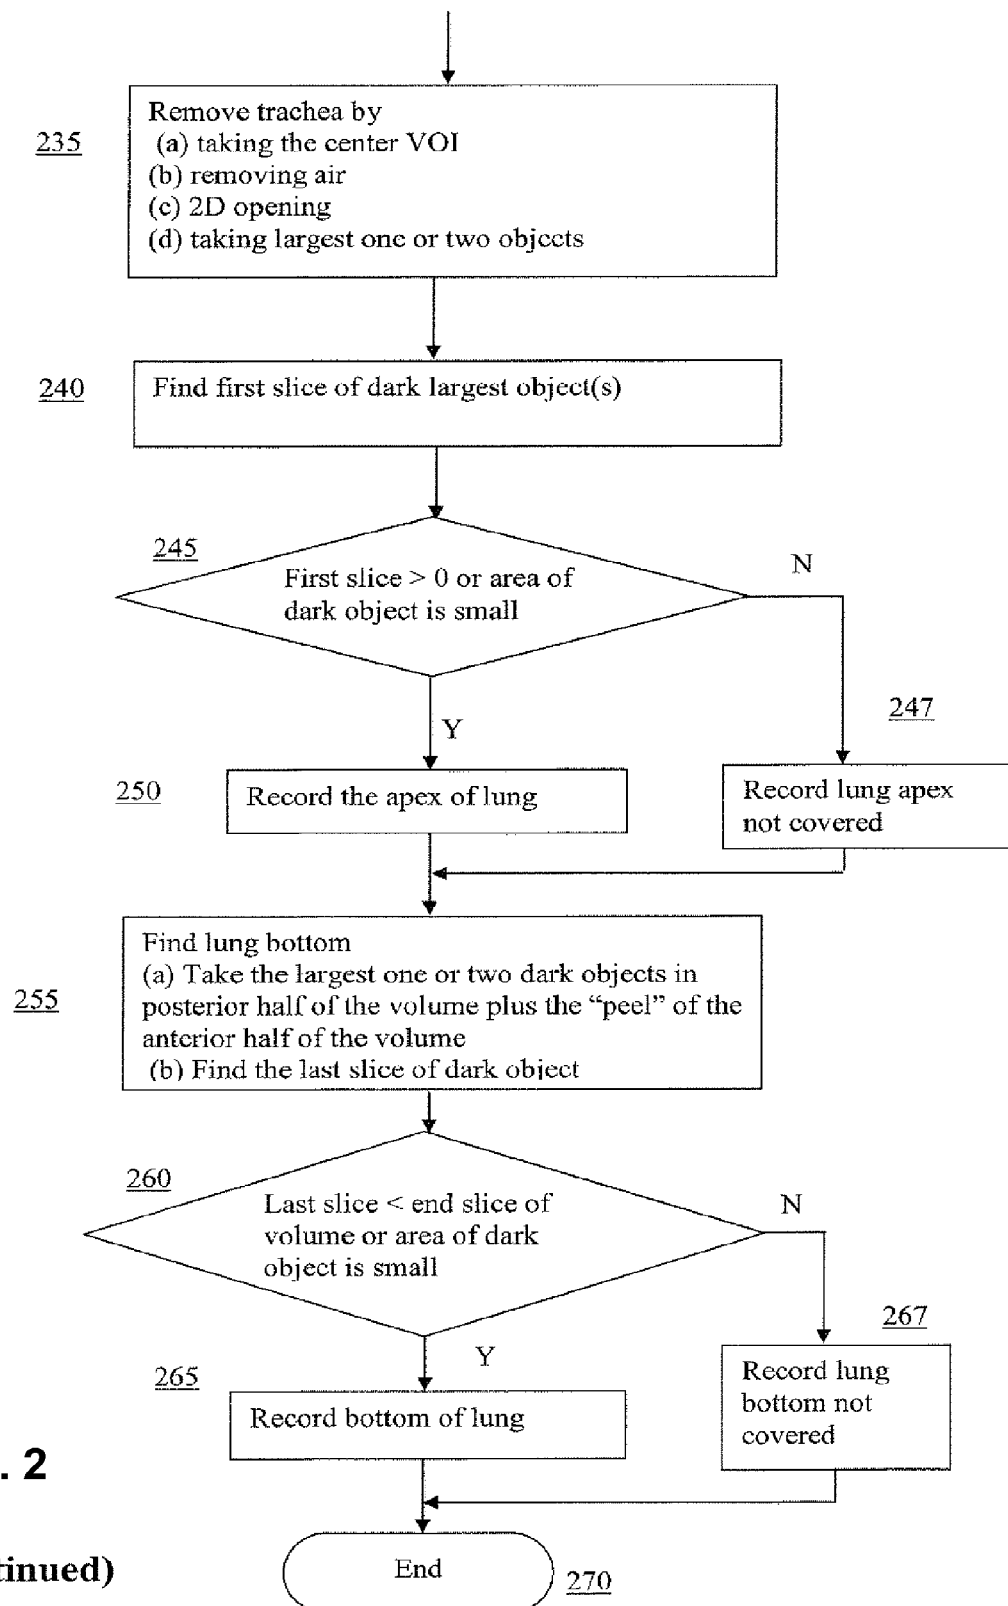 235
Remove trachea by
(a) taking the center VOI
(b) removing air
(c) 2D opening
(d) taking largest one or two objects
240
Find first slice of dark largest object(s)
245
First slice > 0 or area of
dark object is small
N
Y
247
250
Record the apex of lung
Record lung apex
not covered
255
Find lung bottom
(a) Take the largest one or two dark objects in
posterior half of the volume plus the “peel” of the
anterior half of the volume
(b) Find the last slice of dark object
260
Last slice < end slice of
volume or area of dark
object is small
N
Y
267
265
Record bottom of lung
Record lung
bottom not
covered
. 2
tinued)
End
270